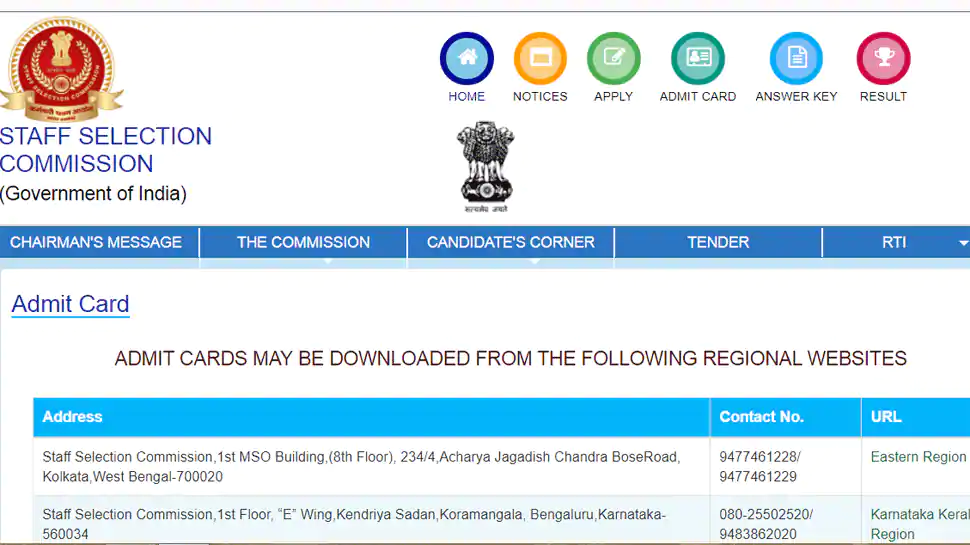 HOME
NOTICES
APPLY
ADMIT CARD
ANSWER KEY
RESULT
STAFF SELECTION COMMISSION
STAFF SELECTION
COMMISSION
(Government of India)
सत्यमेव जयते
CHAIRMAN'S MESSAGE
THE COMMISSION
CANDIDATE'S CORNER
TENDER
RTI
Admit Card
ADMIT CARDS MAY BE DOWNLOADED FROM THE FOLLOWING REGIONAL WEBSITES
Address
Contact No.
URL
Staff Selection Commission,1st MSO Building,(8th Floor), 234/4,Acharya Jagadish Chandra BoseRoad,
Kolkata,West Bengal-700020
9477461228/
9477461229
Eastern Region
Staff Selection Commission,1st Floor, “E” Wing,Kendriya Sadan,Koramangala, Bengaluru,Karnataka-
560034
080-25502520/
9483862020
Karnataka Keral
Region